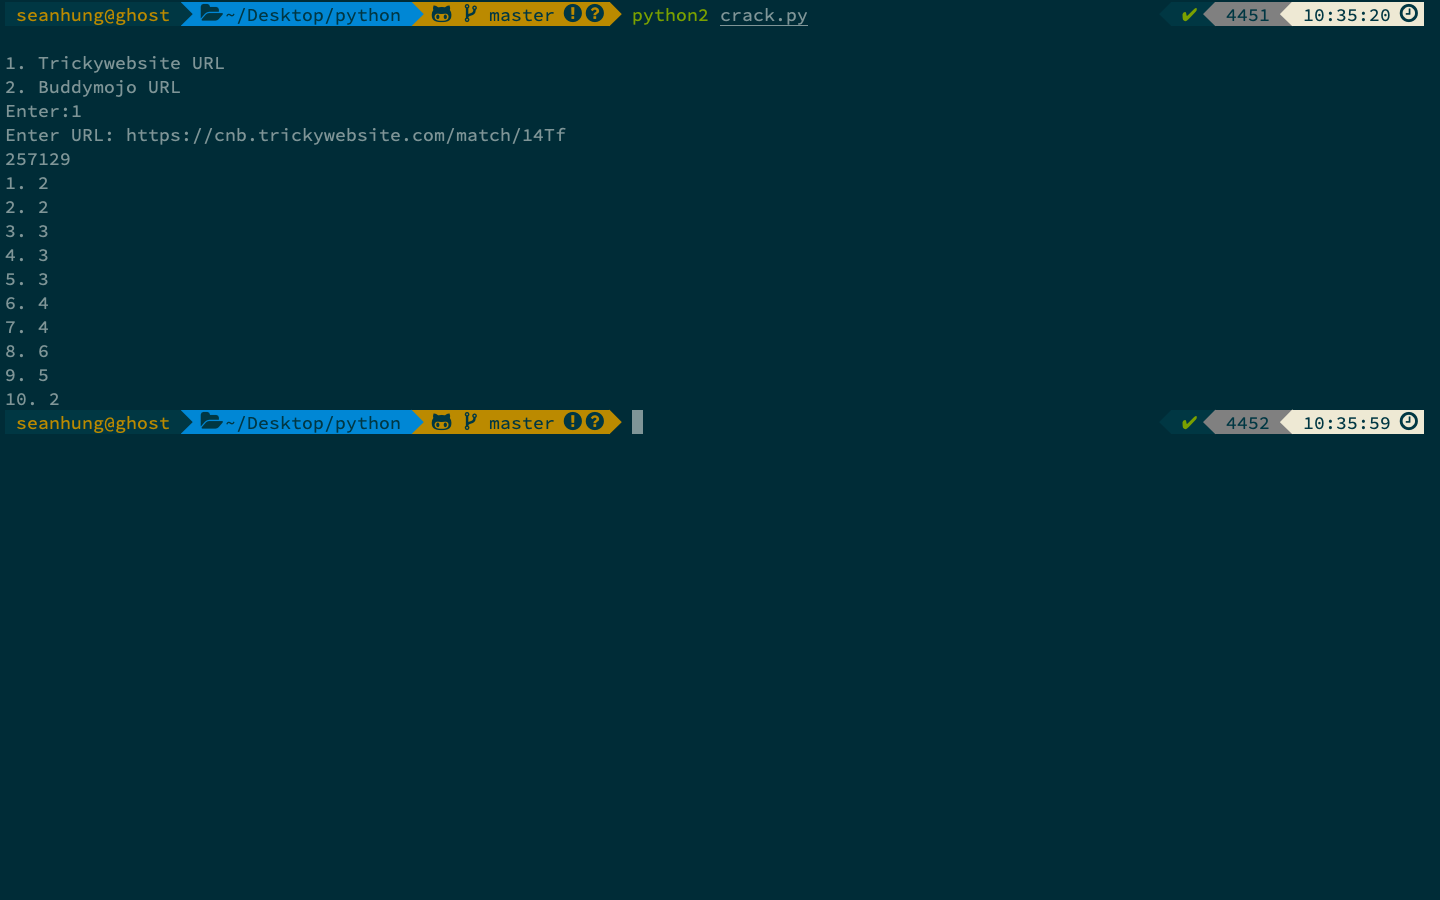 seanhung@ghost ~/Desktop/python master python2 crack.py ✔ 4451 10:35:20
1. Trickywebsite URL
2. Buddymojo URL
Enter:1
Enter URL: https://cnb.trickywebsite.com/match/14Tf
257129
1. 2
2. 2
3. 3
4. 3
5. 3
6. 4
7. 4
8. 6
9. 5
10. 2
seanhung@ghost ~/Desktop/python master ✔ 4452 10:35:59